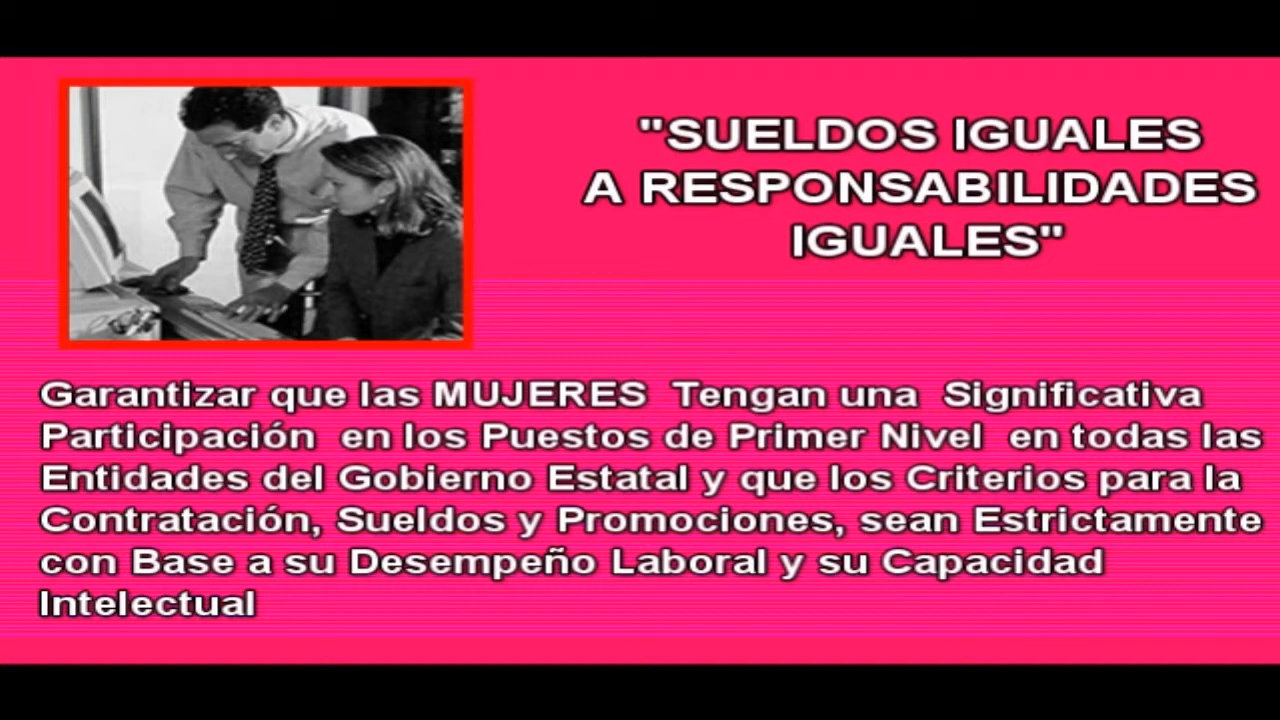 "SUELDOS IGUALES
A RESPONSABILIDADES
IGUALES"
Garantizar que las MUJERES Tengan una Significativa
Participación en los Puestos de Primer Nivel en todas las
Entidades del Gobierno Estatal y que los Criterios para la
Contratación, Sueldos y Promociones, sean Estrictamente
con Base a su Desempeño Laboral y su Capacidad
Intelectual